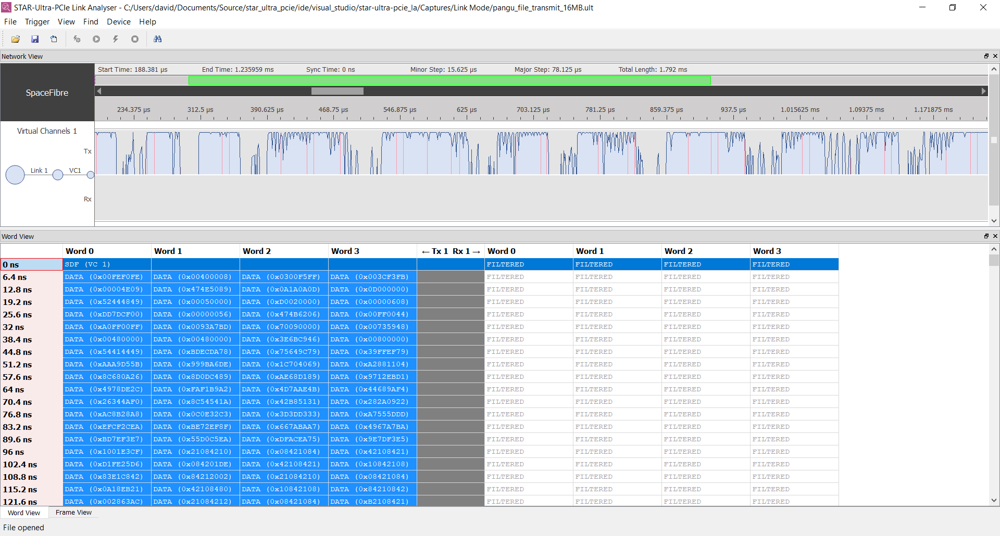 STAR-Ultra-PCIe Link Analyser - C:/Users/david/Documents/Source/star_ultra_pcie/ide/visual_studio/star-ultra-pcie_la/Captures/Link Mode/pangu_file_transmit_16MB.ult
File Trigger View Find Device Help
Network View
SpaceFibre
Start Time: 188.381 µs End Time: 1.235959 ms Sync Time: 0 ns Minor Step: 15.625 µs Major Step: 78.125 µs Total Length: 1.792 ms
234.375 µs 312.5 µs 390.625 µs 468.75 µs 546.875 µs 625 µs 703.125 µs 781.25 µs 859.375 µs 937.5 µs 1.015625 ms 1.09375 ms 1.171875 ms
Virtual Channels 1
Tx
Link 1 VC1
Rx
Word View
Word 0 Word 1 Word 2 Word 3 ←Tx 1 Rx 1→ Word 0 Word 1 Word 2 Word 3
0 ns SDF (VC 1) FILTERED FILTERED FILTERED FILTERED
6.4 ns DATA (0x00FEF0FE) DATA (0x00400008) DATA (0x0300F5FF) DATA (0x003CF3FB) FILTERED FILTERED FILTERED FILTERED
12.8 ns DATA (0x00004E09) DATA (0x474E5089) DATA (0x0A1A0A0D) DATA (0x0D000000) FILTERED FILTERED FILTERED FILTERED
19.2 ns DATA (0x52444849) DATA (0x00050000) DATA (0xD0020000) DATA (0x00000608) FILTERED FILTERED FILTERED FILTERED
25.6 ns DATA (0xDD7DCF00) DATA (0x00000056) DATA (0x474B6206) DATA (0x00FF0044) FILTERED FILTERED FILTERED FILTERED
32 ns DATA (0xA0FF00FF) DATA (0x0093A7BD) DATA (0x70090000) DATA (0x00735948) FILTERED FILTERED FILTERED FILTERED
38.4 ns DATA (0x00480000) DATA (0x00480000) DATA (0x3E6BC946) DATA (0x00800000) FILTERED FILTERED FILTERED FILTERED
44.8 ns DATA (0x54414449) DATA (0xBDECDA78) DATA (0x75649C79) DATA (0x39FFEF79) FILTERED FILTERED FILTERED FILTERED
51.2 ns DATA (0xAAA9D55B) DATA (0x999BA6DE) DATA (0x1C704069) DATA (0xA2881104) FILTERED FILTERED FILTERED FILTERED
57.6 ns DATA (0x8C680A26) DATA (0x8D0DC489) DATA (0xAE68D189) DATA (0x9712EBD1) FILTERED FILTERED FILTERED FILTERED
64 ns DATA (0x4978DE2C) DATA (0xFAF1B9A2) DATA (0x4D7AAE4B) DATA (0x44689AF4) FILTERED FILTERED FILTERED FILTERED
70.4 ns DATA (0x26344AF0) DATA (0x8C54541A) DATA (0x42B85131) DATA (0x282A0922) FILTERED FILTERED FILTERED FILTERED
76.8 ns DATA (0xAC8B28A8) DATA (0x0C0E32C3) DATA (0x3D3DD333) DATA (0xA7555DDD) FILTERED FILTERED FILTERED FILTERED
83.2 ns DATA (0xEFCF2CEA) DATA (0xBE72EF8F) DATA (0x667ABAA7) DATA (0x4967A7BA) FILTERED FILTERED FILTERED FILTERED
89.6 ns DATA (0xBD7EF3E7) DATA (0x55D0C5EA) DATA (0xDFACEA75) DATA (0x9E7DF3E5) FILTERED FILTERED FILTERED FILTERED
96 ns DATA (0x1001E3CF) DATA (0x21084210) DATA (0x08421084) DATA (0x42108421) FILTERED FILTERED FILTERED FILTERED
102.4 ns DATA (0xD1FE25D6) DATA (0x084201DE) DATA (0x42108421) DATA (0x10842108) FILTERED FILTERED FILTERED FILTERED
108.8 ns DATA (0x83E1C842) DATA (0x84212002) DATA (0x21084210) DATA (0x08421084) FILTERED FILTERED FILTERED FILTERED
115.2 ns DATA (0x0A18EB21) DATA (0x42108480) DATA (0x10842108) DATA (0x84210842) FILTERED FILTERED FILTERED FILTERED
121.6 ns DATA (0x002863AC) DATA (0x21084212) DATA (0x08421084) DATA (0xB2108421) FILTERED FILTERED FILTERED FILTERED
Word View Frame View
File opened